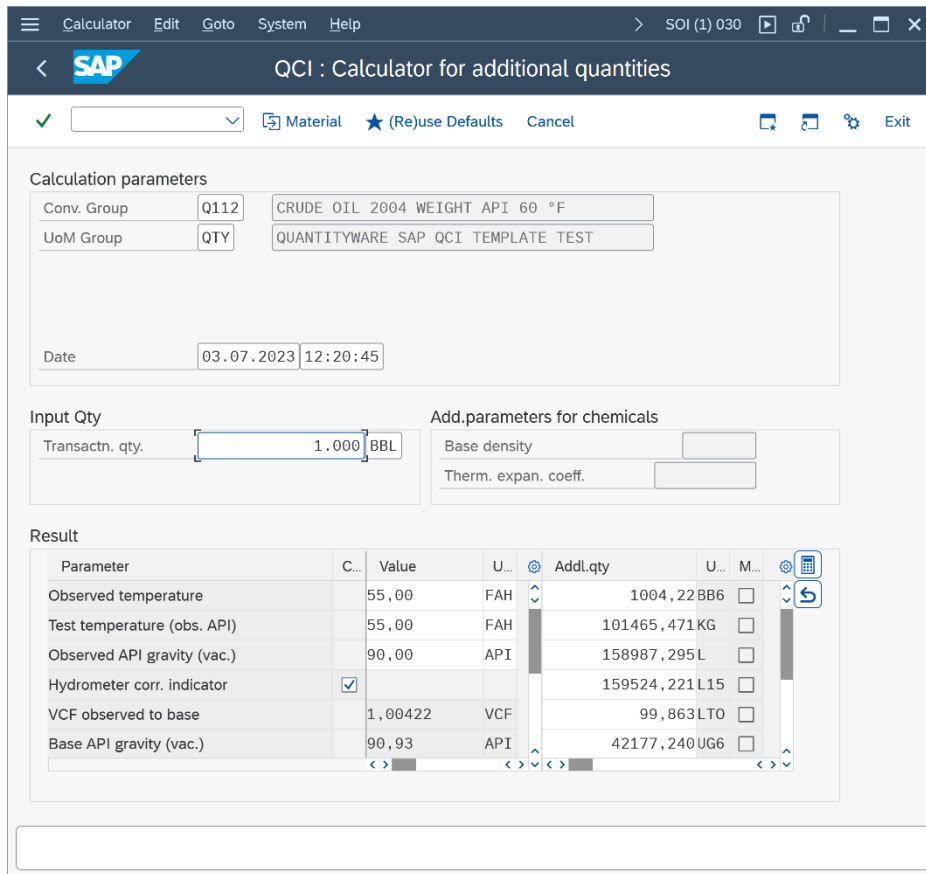 Calculator Edit Goto System Help SOI (1) 030
SAP QCI : Calculator for additional quantities
Material (Re)use Defaults Cancel Exit
Calculation parameters
Conv. Group Q112 CRUDE OIL 2004 WEIGHT API 60 °F
UoM Group QTY QUANTITYWARE SAP QCI TEMPLATE TEST
Date 03.07.2023 12:20:45
Input Qty Add.parameters for chemicals
Transactn. qty. 1.000 BBL Base density
Therm. expan. coeff.
Result
Parameter C... Value U... Addl.qty U... M...
Observed temperature 55,00 FAH 1004,22 BB6
Test temperature (obs. API) 55,00 FAH 101465,471 KG
Observed API gravity (vac.) 90,00 API 158987,295 L
Hydrometer corr. indicator 159524,221 L15
VCF observed to base 1,00422 VCF 99,863 LTO
Base API gravity (vac.) 90,93 API 42177,240 UG6